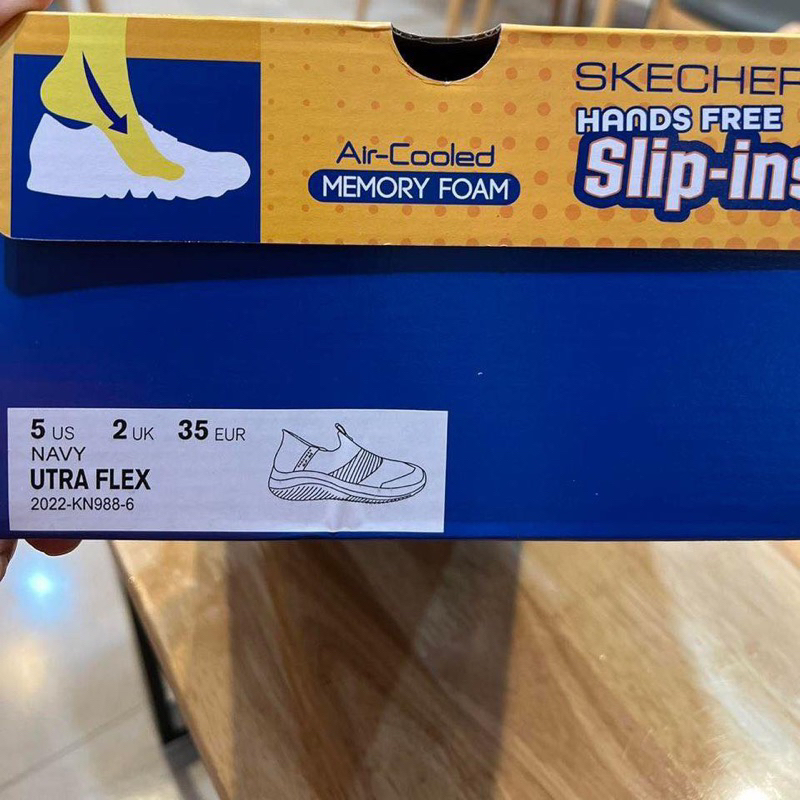 SKECHER
HANDS FREE
Slip-ins
Air-Cooled
MEMORY FOAM
5 US 2 UK 35 EUR
NAVY
UTRA FLEX
2022-KN988-6